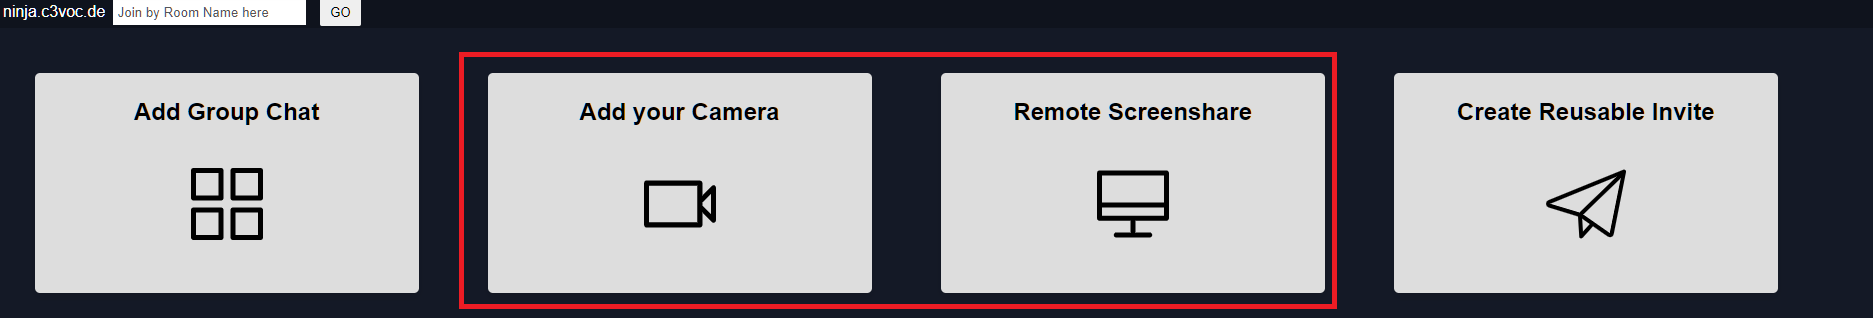 ninja.c3voc.de Join by Room Name here GO
Add Group Chat
Add your Camera
Remote Screenshare
Create Reusable Invite